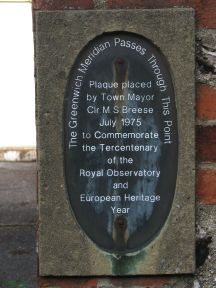 The Greenwich Meridian Passes Through This Point
Plaque placed
by Town Mayor
Clr M S Breese
July 1975
to Commemorate
the Tercentenary
of the
Royal Observatory
and
European Heritage
Year